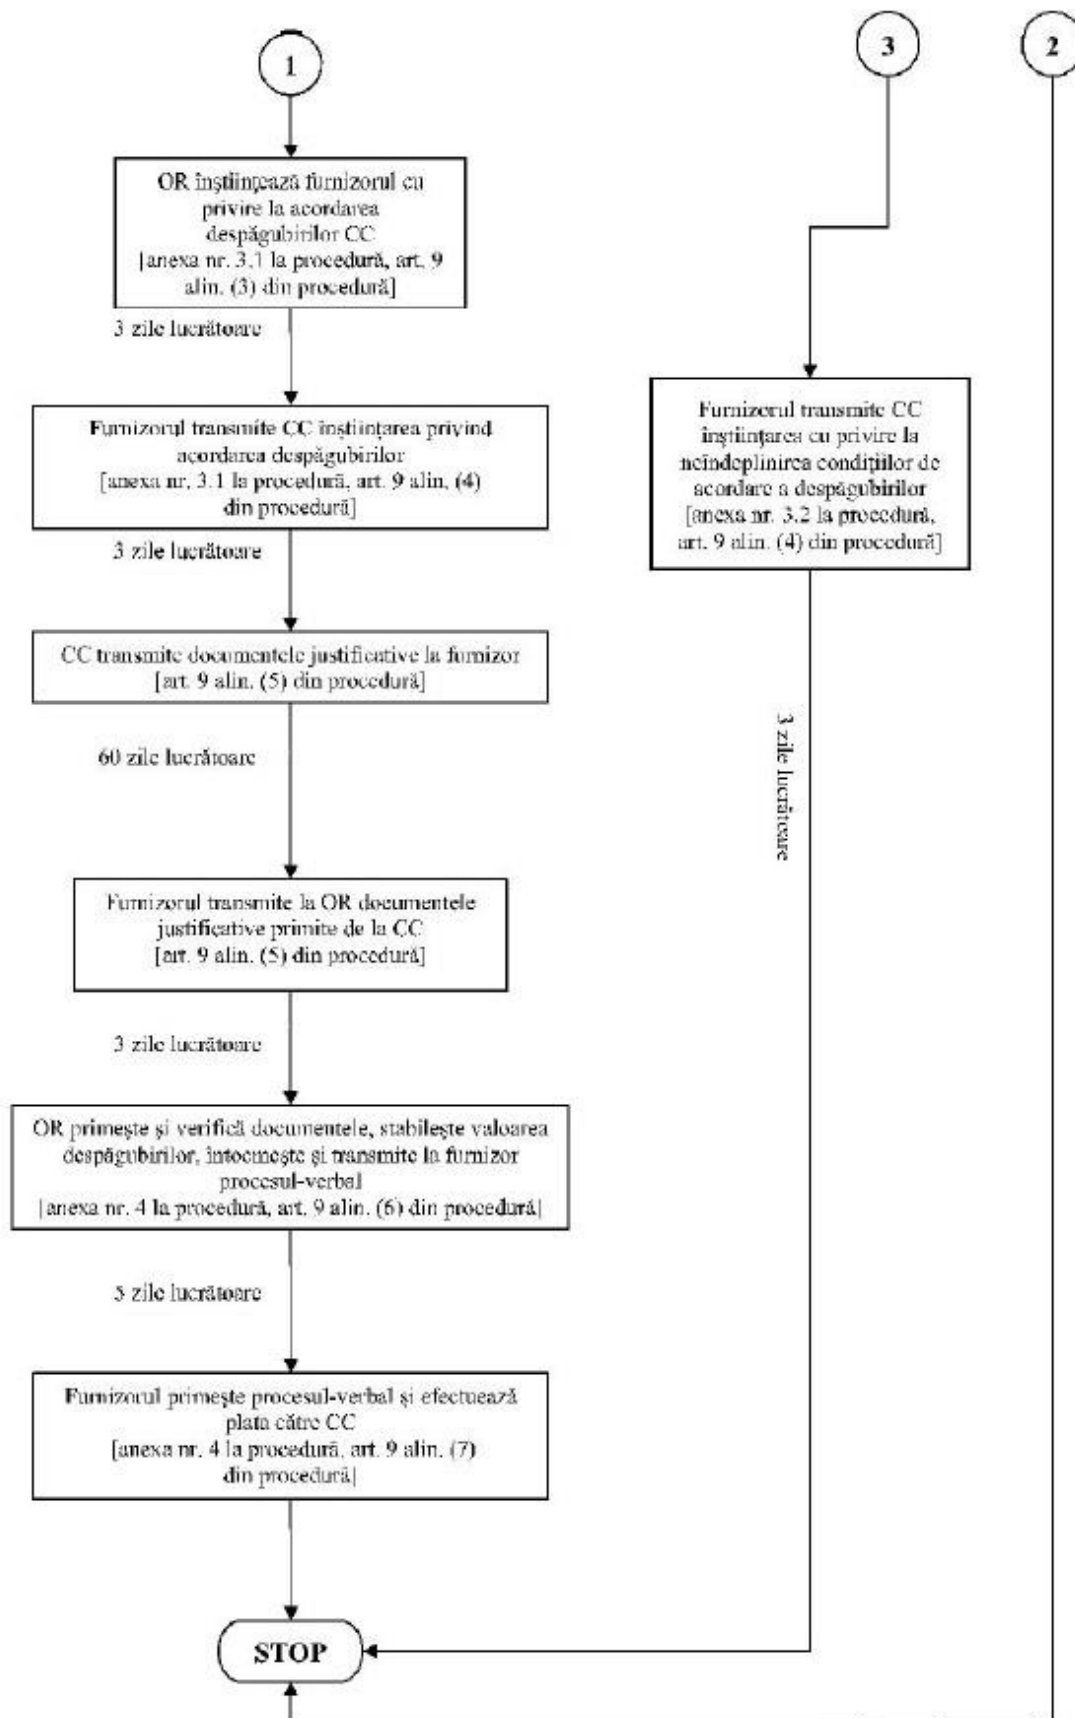 1
3
2
OR înștiințează furnizorul cu
privire la acordarea
despăgubirilor CC
[anexa nr. 3.1 la procedură, art. 9
alin. (3) din procedură]
3 zile lucrătoare
Furnizorul transmite CC înștiințarea privind
acordarea despăgubirilor
[anexa nr. 3.1 la procedură, art. 9 alin. (4)
din procedură]
3 zile lucrătoare
CC transmite documentele justificative la furnizor
[art. 9 alin. (5) din procedură]
60 zile lucrătoare
Furnizorul transmite la OR documentele
justificative primite de la CC
[art. 9 alin. (5) din procedură]
3 zile lucrătoare
OR primește și verifică documentele, stabilește valoarea
despăgubirilor, întocmește și transmite la furnizor
procesul-verbal
[anexa nr. 4 la procedură, art. 9 alin. (6) din procedură]
5 zile lucrătoare
Furnizorul primește procesul-verbal și efectuează
plata către CC
[anexa nr. 4 la procedură, art. 9 alin. (7)
din procedură]
Furnizorul transmite CC
înștiințarea cu privire la
neîndeplinirea condițiilor de
acordare a despăgubirilor
[anexa nr. 3.2 la procedură,
art. 9 alin. (4) din procedură]
3 zile lucrătoare
STOP